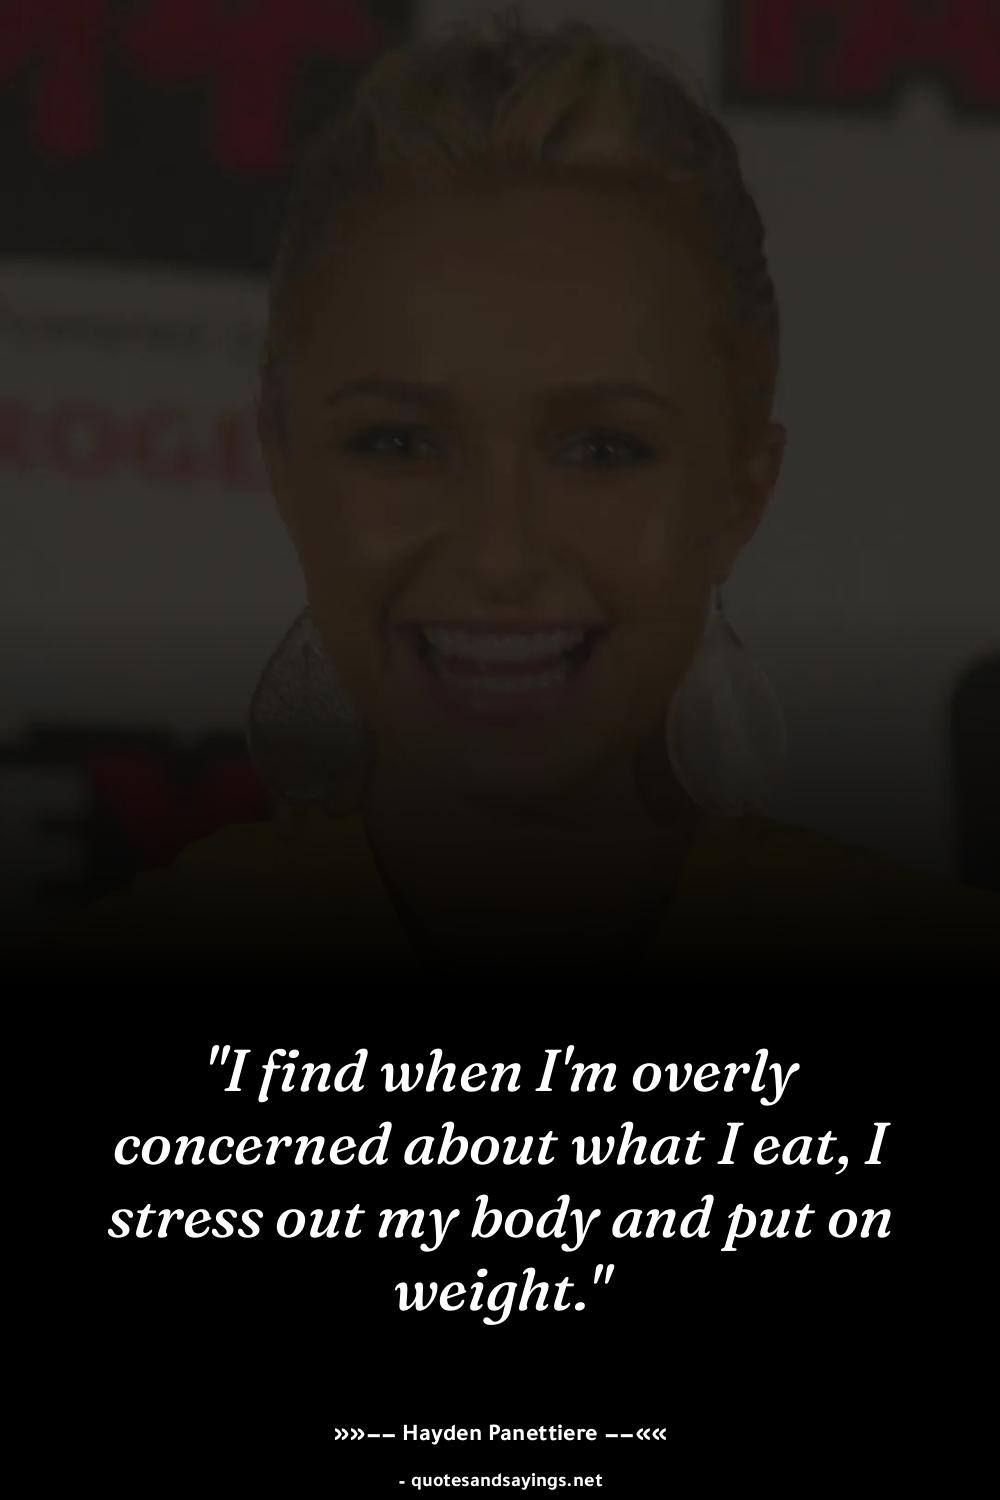 "I find when I'm overly
concerned about what I eat, I
stress out my body and put on
weight."
»»−− Hayden Panettiere −−««
- quotesandsayings.net